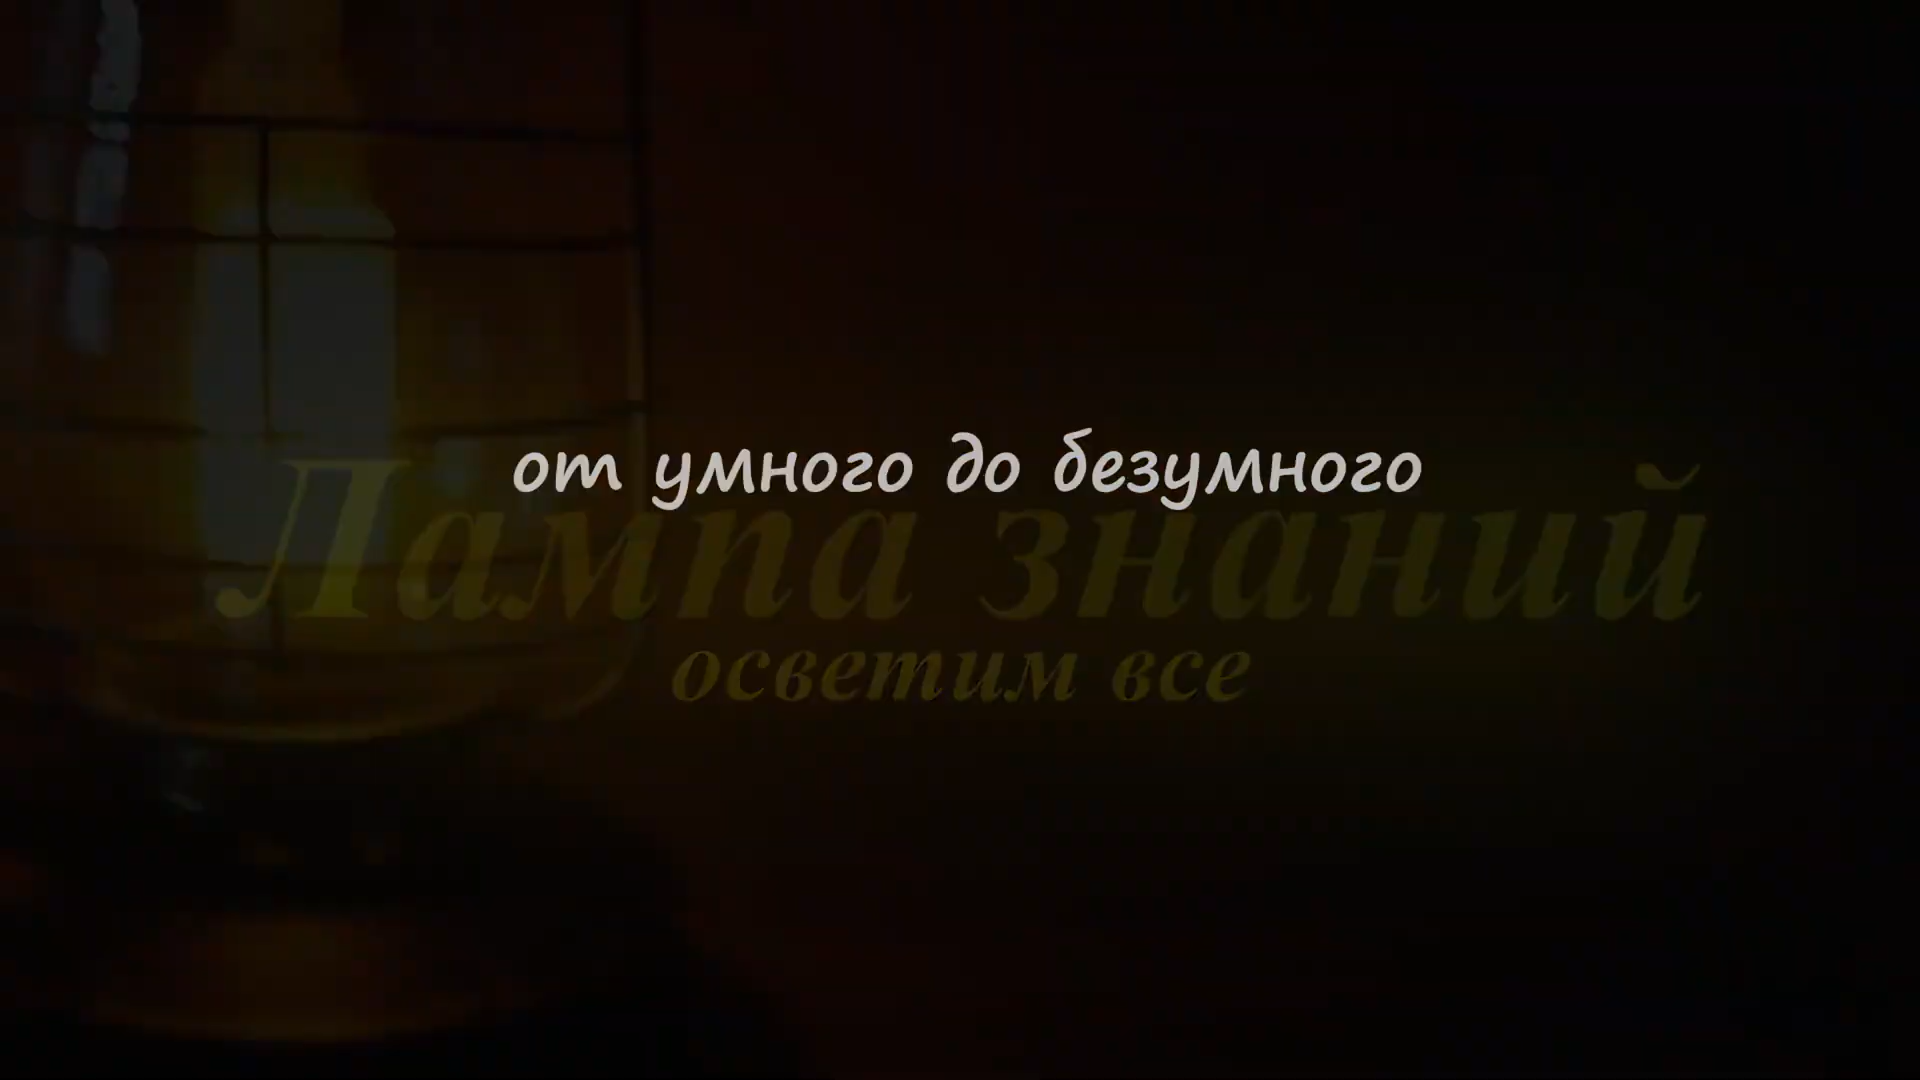 от умного до безумного
Лампа знаний
осветим все